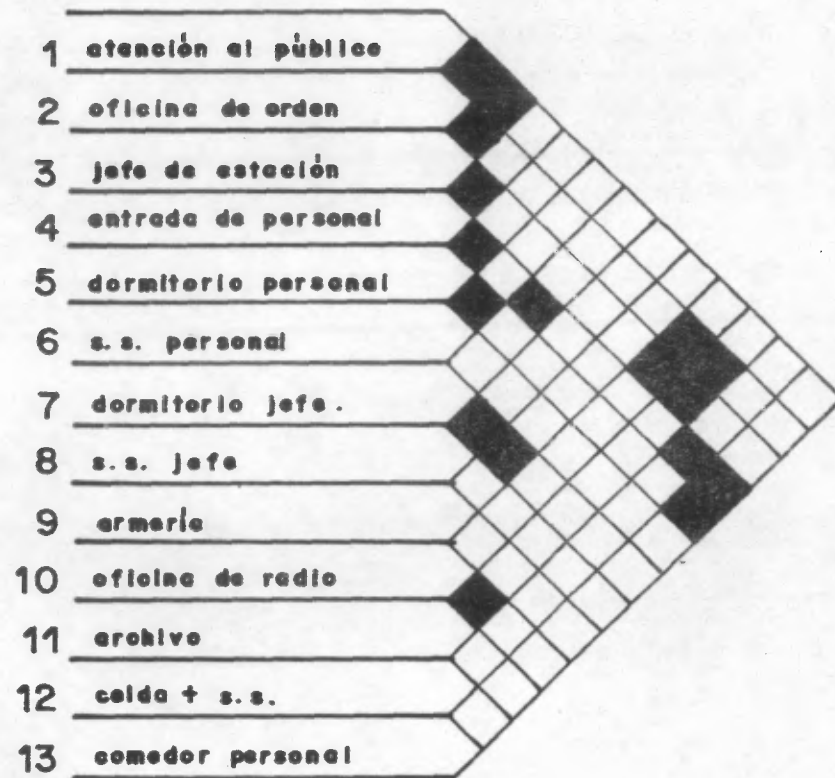 1 atención al público
2 oficina de orden
3 jefe de estación
4 entrada de personal
5 dormitorio personal
6 s.s. personal
7 dormitorio jefe.
8 s.s. jefe
9 armería
10 oficina de radio
11 archivo
12 celda + s.s.
13 comedor personal